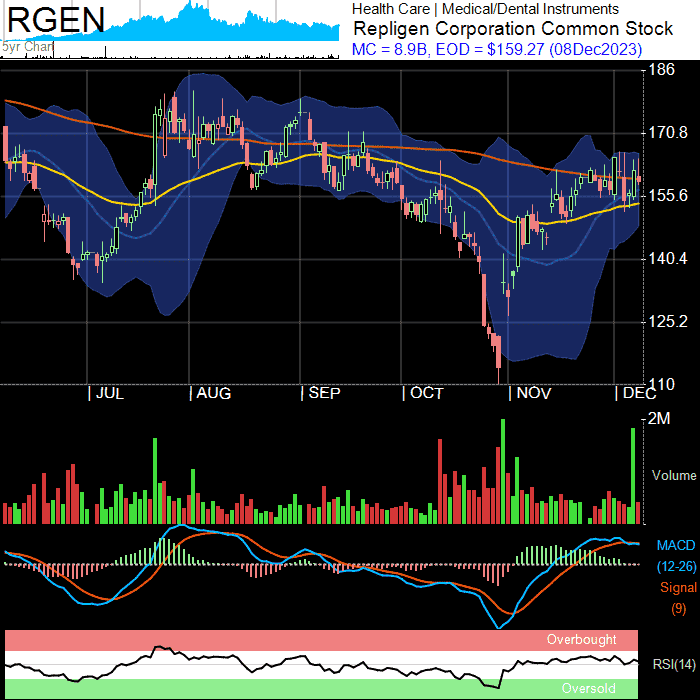 RGEN
5yr Chart
Health Care | Medical/Dental Instruments
Repligen Corporation Common Stock
MC = 8.9B, EOD = $159.27 (08Dec2023)
186
170.8
155.6
140.4
125.2
110
| JUL
| AUG
| SEP
| OCT
| NOV
| DEC
2M
Volume
MACD
(12-26)
Signal
(9)
Overbought
RSI(14)
Oversold